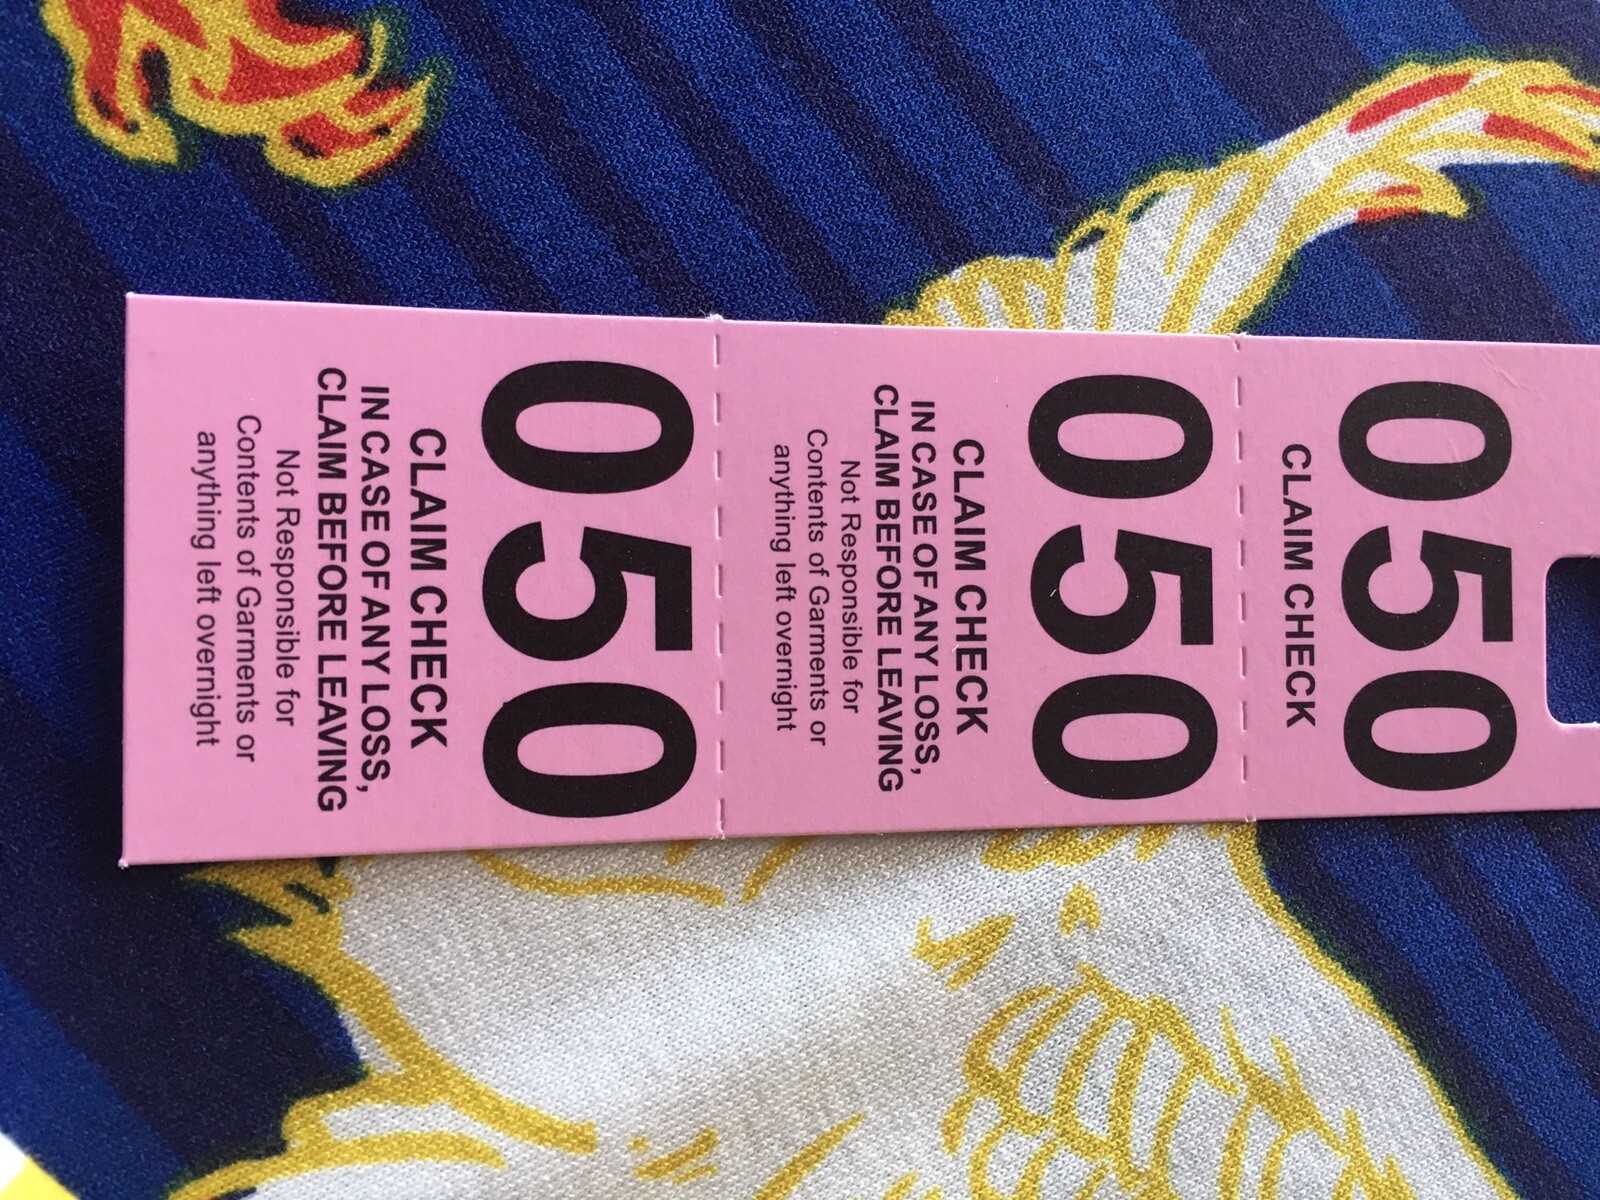 050
CLAIM CHECK
050
CLAIM CHECK
IN CASE OF ANY LOSS,
CLAIM BEFORE LEAVING
Not Responsible for
Contents of Garments or
anything left overnight
050
CLAIM CHECK
IN CASE OF ANY LOSS,
CLAIM BEFORE LEAVING
Not Responsible for
Contents of Garments or
anything left overnight